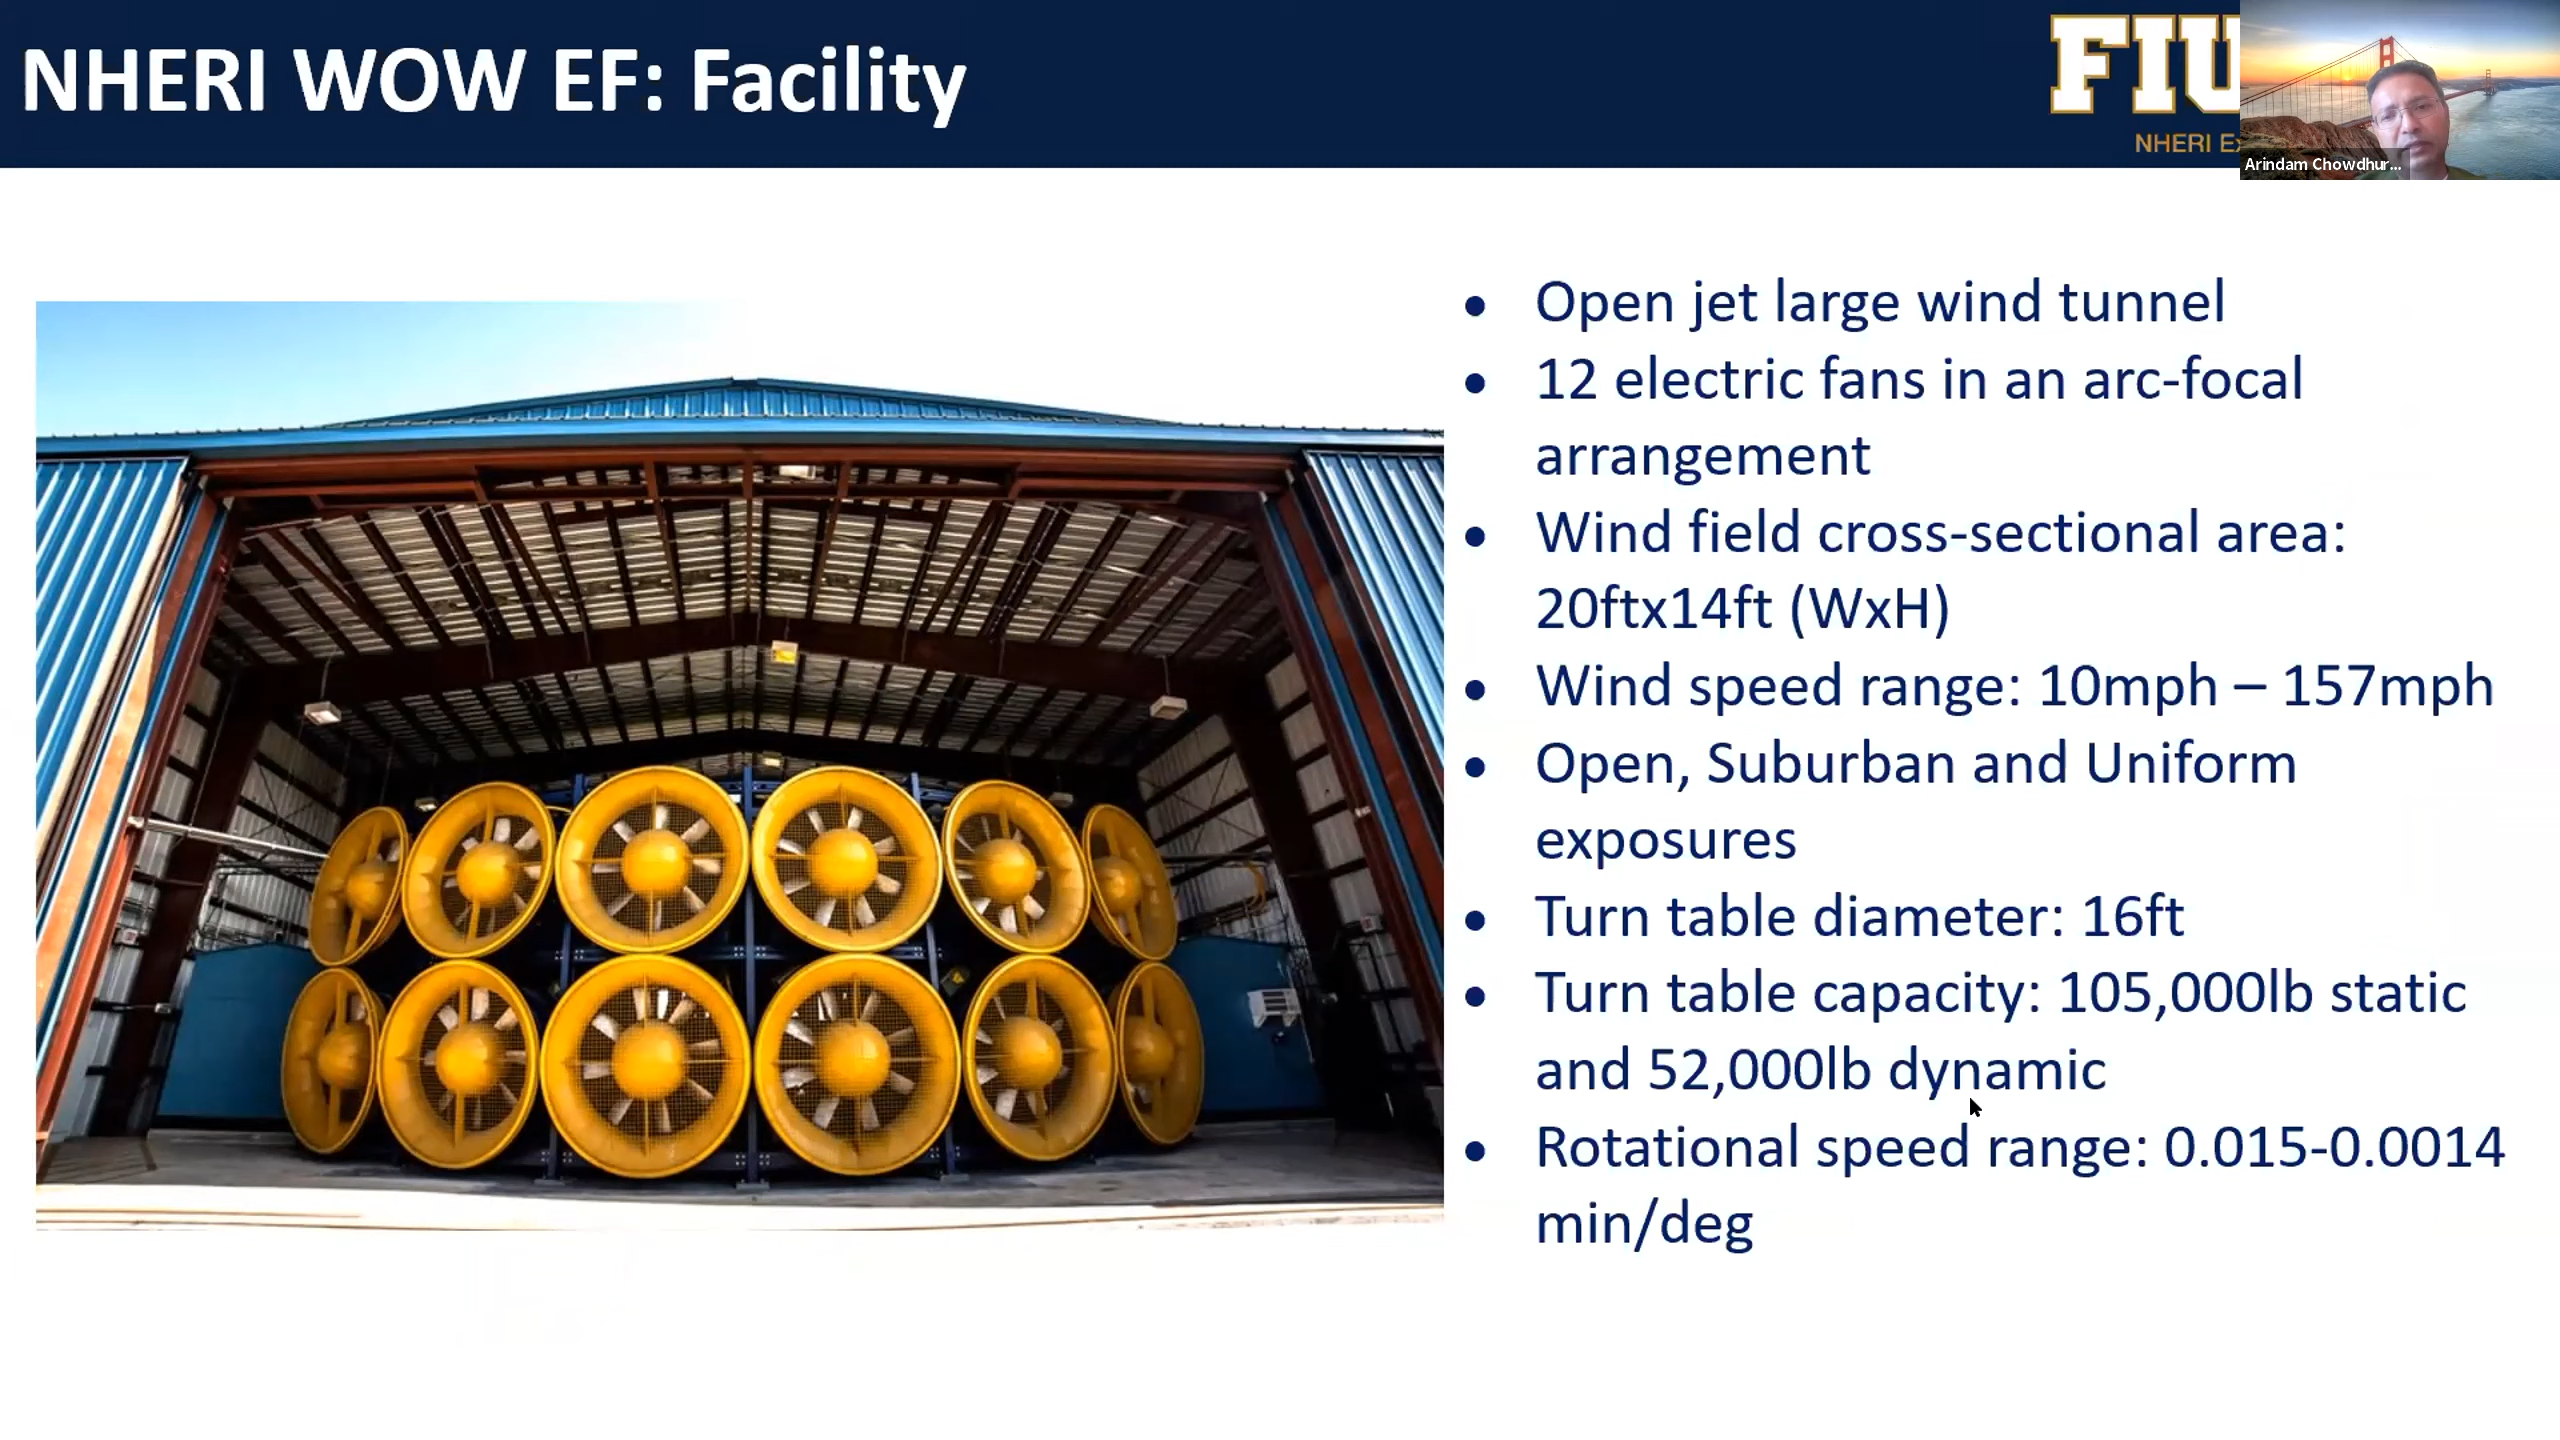 NHERI WOW EF: Facility
FIU
NHERI
Arindam Chowdhur...
• Open jet large wind tunnel
• 12 electric fans in an arc-focal
arrangement
• Wind field cross-sectional area:
20ftx14ft (WxH)
• Wind speed range: 10mph – 157mph
• Open, Suburban and Uniform
exposures
• Turn table diameter: 16ft
• Turn table capacity: 105,000lb static
and 52,000lb dynamic
• Rotational speed range: 0.015-0.0014
min/deg